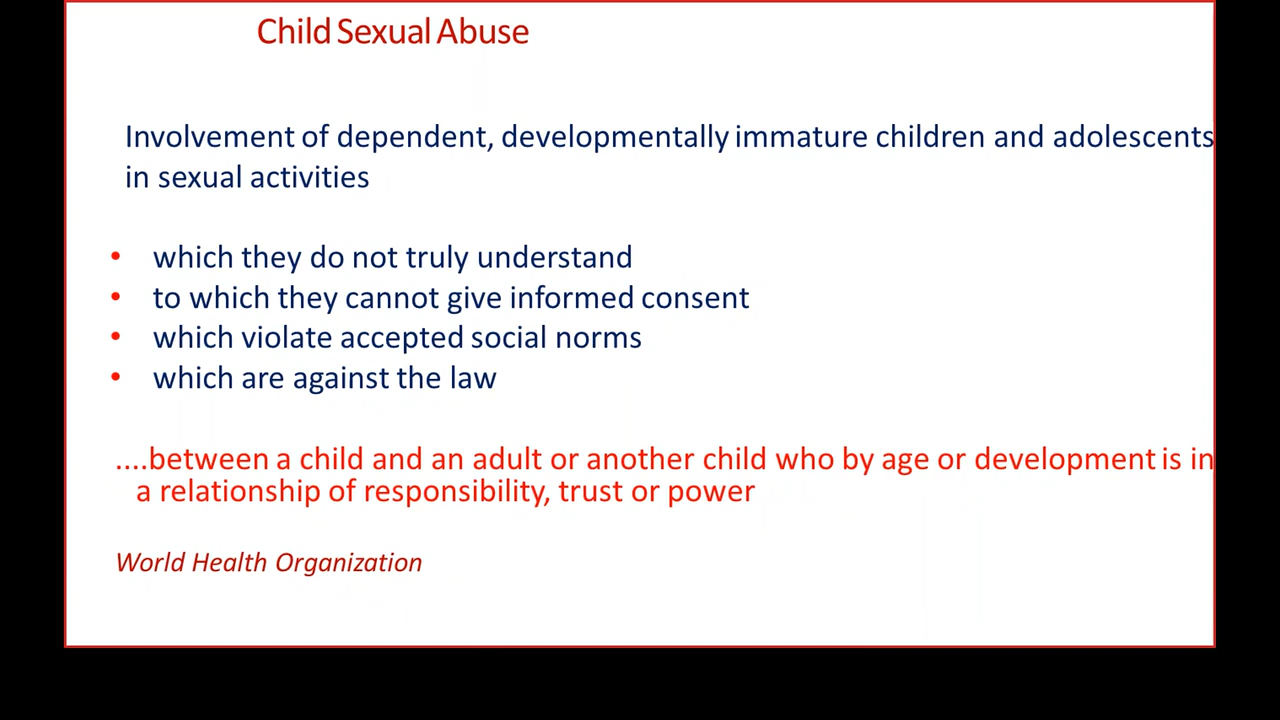 Child Sexual Abuse
Involvement of dependent, developmentally immature children and adolescents
in sexual activities
• which they do not truly understand
• to which they cannot give informed consent
• which violate accepted social norms
• which are against the law
....between a child and an adult or another child who by age or development is in
a relationship of responsibility, trust or power
World Health Organization